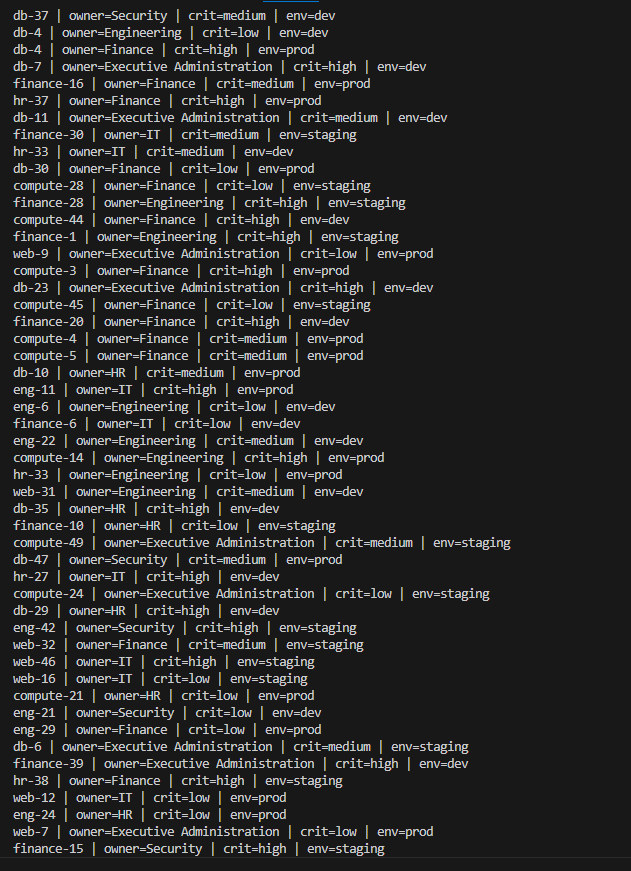 db-37 | owner=Security | crit=medium | env=dev
db-4 | owner=Engineering | crit=low | env=dev
db-4 | owner=Finance | crit=high | env=prod
db-7 | owner=Executive Administration | crit=high | env=dev
finance-16 | owner=Finance | crit=medium | env=prod
hr-37 | owner=Finance | crit=high | env=prod
db-11 | owner=Executive Administration | crit=medium | env=dev
finance-30 | owner=IT | crit=medium | env=staging
hr-33 | owner=IT | crit=medium | env=dev
db-30 | owner=Finance | crit=low | env=prod
compute-28 | owner=Finance | crit=low | env=staging
finance-28 | owner=Engineering | crit=high | env=staging
compute-44 | owner=Finance | crit=high | env=dev
finance-1 | owner=Engineering | crit=high | env=staging
web-9 | owner=Executive Administration | crit=low | env=prod
compute-3 | owner=Finance | crit=high | env=prod
db-23 | owner=Executive Administration | crit=high | env=dev
compute-45 | owner=Finance | crit=low | env=staging
finance-20 | owner=Finance | crit=high | env=dev
compute-4 | owner=Finance | crit=medium | env=prod
compute-5 | owner=Finance | crit=medium | env=prod
db-10 | owner=HR | crit=medium | env=prod
eng-11 | owner=IT | crit=high | env=prod
eng-6 | owner=Engineering | crit=low | env=dev
finance-6 | owner=IT | crit=low | env=dev
eng-22 | owner=Engineering | crit=medium | env=dev
compute-14 | owner=Engineering | crit=high | env=prod
hr-33 | owner=Engineering | crit=low | env=prod
web-31 | owner=Engineering | crit=medium | env=dev
db-35 | owner=HR | crit=high | env=dev
finance-10 | owner=HR | crit=low | env=staging
compute-49 | owner=Executive Administration | crit=medium | env=staging
db-47 | owner=Security | crit=medium | env=prod
hr-27 | owner=IT | crit=high | env=dev
compute-24 | owner=Executive Administration | crit=low | env=staging
db-29 | owner=HR | crit=high | env=dev
eng-42 | owner=Security | crit=high | env=staging
web-32 | owner=Finance | crit=medium | env=staging
web-46 | owner=IT | crit=high | env=staging
web-16 | owner=IT | crit=low | env=staging
compute-21 | owner=HR | crit=low | env=prod
eng-21 | owner=Security | crit=low | env=dev
eng-29 | owner=Finance | crit=low | env=prod
db-6 | owner=Executive Administration | crit=medium | env=staging
finance-39 | owner=Executive Administration | crit=high | env=dev
hr-38 | owner=Finance | crit=high | env=staging
web-12 | owner=IT | crit=low | env=prod
eng-24 | owner=HR | crit=low | env=prod
web-7 | owner=Executive Administration | crit=low | env=prod
finance-15 | owner=Security | crit=high | env=staging